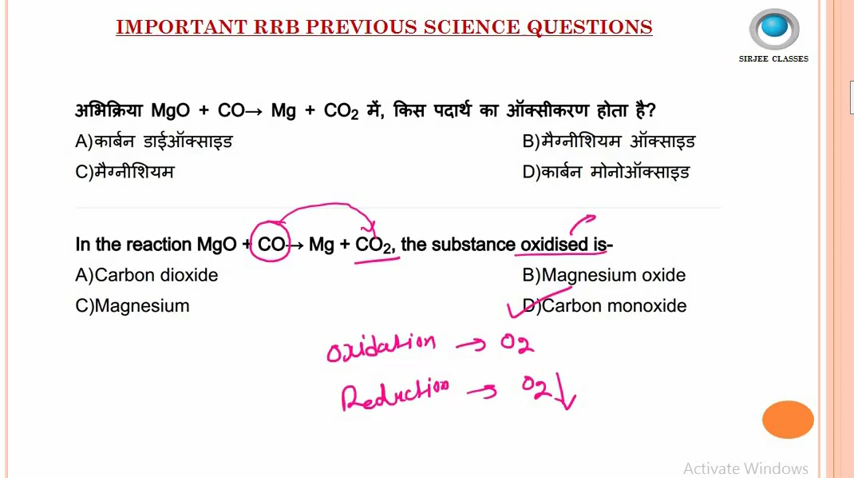 IMPORTANT RRB PREVIOUS SCIENCE QUESTIONS
SIRJEE CLASSES
अभिक्रिया MgO + CO→ Mg + CO₂ में, किस पदार्थ का ऑक्सीकरण होता है?
A)कार्बन डाईऑक्साइड B)मैग्नीशियम ऑक्साइड
C)मैग्नीशियम D)कार्बन मोनोऑक्साइड
In the reaction MgO + CO→ Mg + CO₂, the substance oxidised is-
A)Carbon dioxide B)Magnesium oxide
C)Magnesium D)Carbon monoxide
Oxidation → O2
Reduction → O2↓
Activate Windows